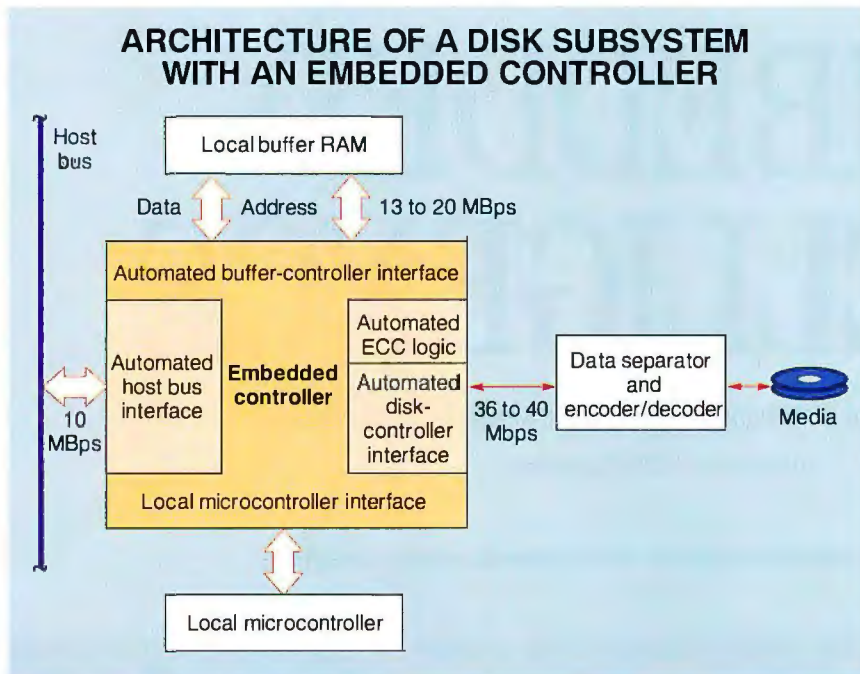 ARCHITECTURE OF A DISK SUBSYSTEM
WITH AN EMBEDDED CONTROLLER
Host
bus
Local buffer RAM
Data
Address
13 to 20 MBps
Automated buffer-controller interface
Automated
host bus
interface
Embedded
controller
Automated
ECC logic
Automated
disk-
controller
interface
10
MBps
36 to 40
Mbps
Data separator
and
encoder/decoder
Media
Local microcontroller interface
Local microcontroller